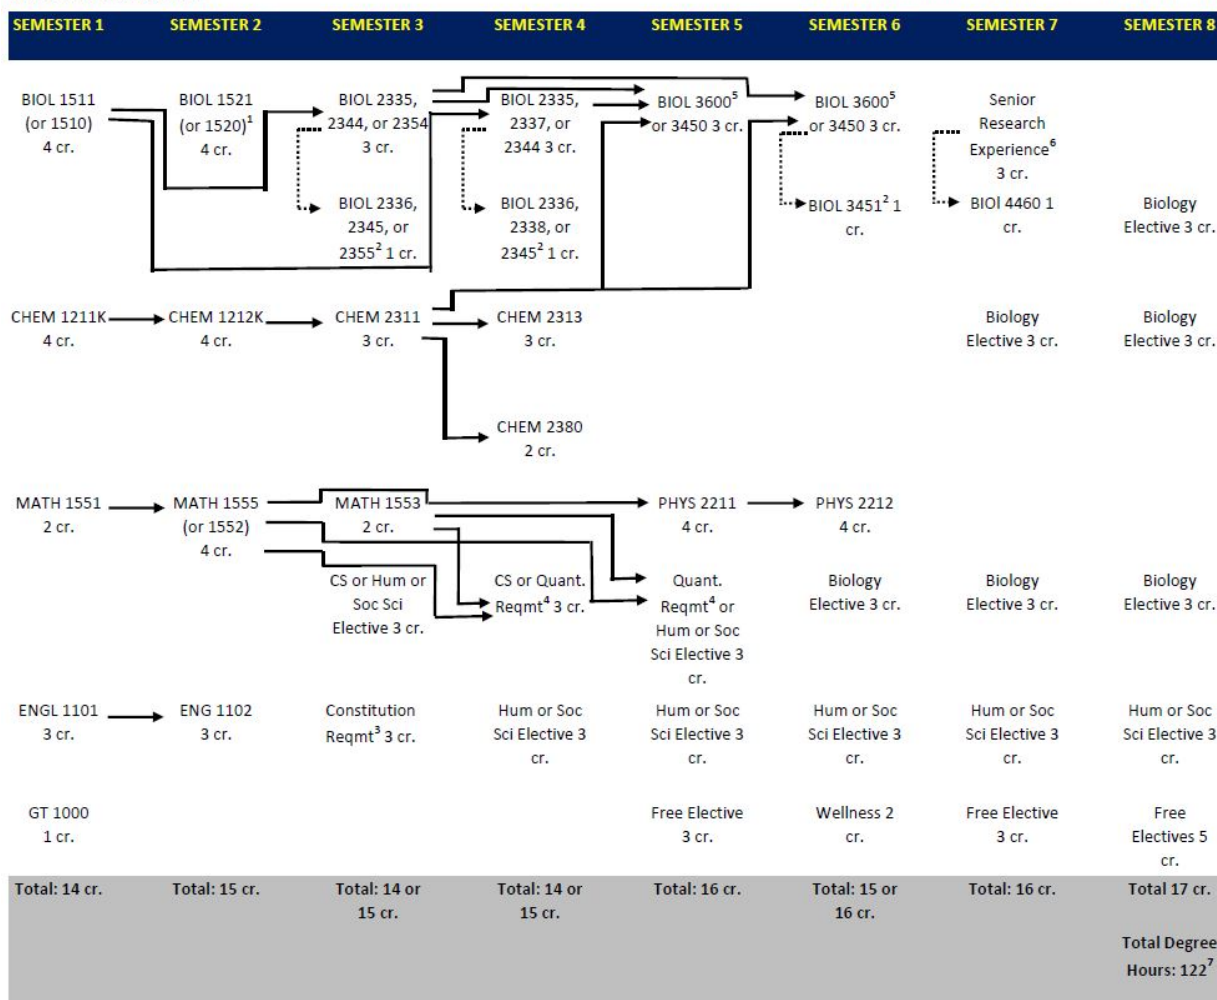 SEMESTER 1 SEMESTER 2 SEMESTER 3 SEMESTER 4 SEMESTER 5 SEMESTER 6 SEMESTER 7 SEMESTER 8
BIOL 1511
(or 1510)
4 cr.
BIOL 1521
(or 1520)1
4 cr.
BIOL 2335,
2344, or 2354
3 cr.
BIOL 2335,
2337, or
2344 3 cr.
BIOL 36005
or 3450 3 cr.
BIOL 36005
or 3450 3 cr.
Senior
Research
Experience6
3 cr.
BIOL 2336,
2345, or
23552 1 cr.
BIOL 2336,
2338, or
23452 1 cr.
BIOL 34512 1
cr.
BIOl 4460 1
cr.
Biology
Elective 3 cr.
CHEM 1211K
4 cr.
CHEM 1212K
4 cr.
CHEM 2311
3 cr.
CHEM 2313
3 cr.
Biology
Elective 3 cr.
Biology
Elective 3 cr.
CHEM 2380
2 cr.
MATH 1551
2 cr.
MATH 1555
(or 1552)
4 cr.
MATH 1553
2 cr.
PHYS 2211
4 cr.
PHYS 2212
4 cr.
CS or Hum or
Soc Sci
Elective 3 cr.
CS or Quant.
Reqmt4 3 cr.
Quant.
Reqmt4 or
Hum or Soc
Sci Elective 3
cr.
Biology
Elective 3 cr.
Biology
Elective 3 cr.
Biology
Elective 3 cr.
ENGL 1101
3 cr.
ENG 1102
3 cr.
Constitution
Reqmt3 3 cr.
Hum or Soc
Sci Elective 3
cr.
Hum or Soc
Sci Elective 3
cr.
Hum or Soc
Sci Elective 3
cr.
Hum or Soc
Sci Elective 3
cr.
Hum or Soc
Sci Elective 3
cr.
GT 1000
1 cr.
Free Elective
3 cr.
Wellness 2
cr.
Free Elective
3 cr.
Free
Electives 5
cr.
Total: 14 cr.
Total: 15 cr.
Total: 14 or
15 cr.
Total: 14 or
15 cr.
Total: 16 cr.
Total: 15 or
16 cr.
Total: 16 cr.
Total 17 cr.
Total Degree
Hours: 1227